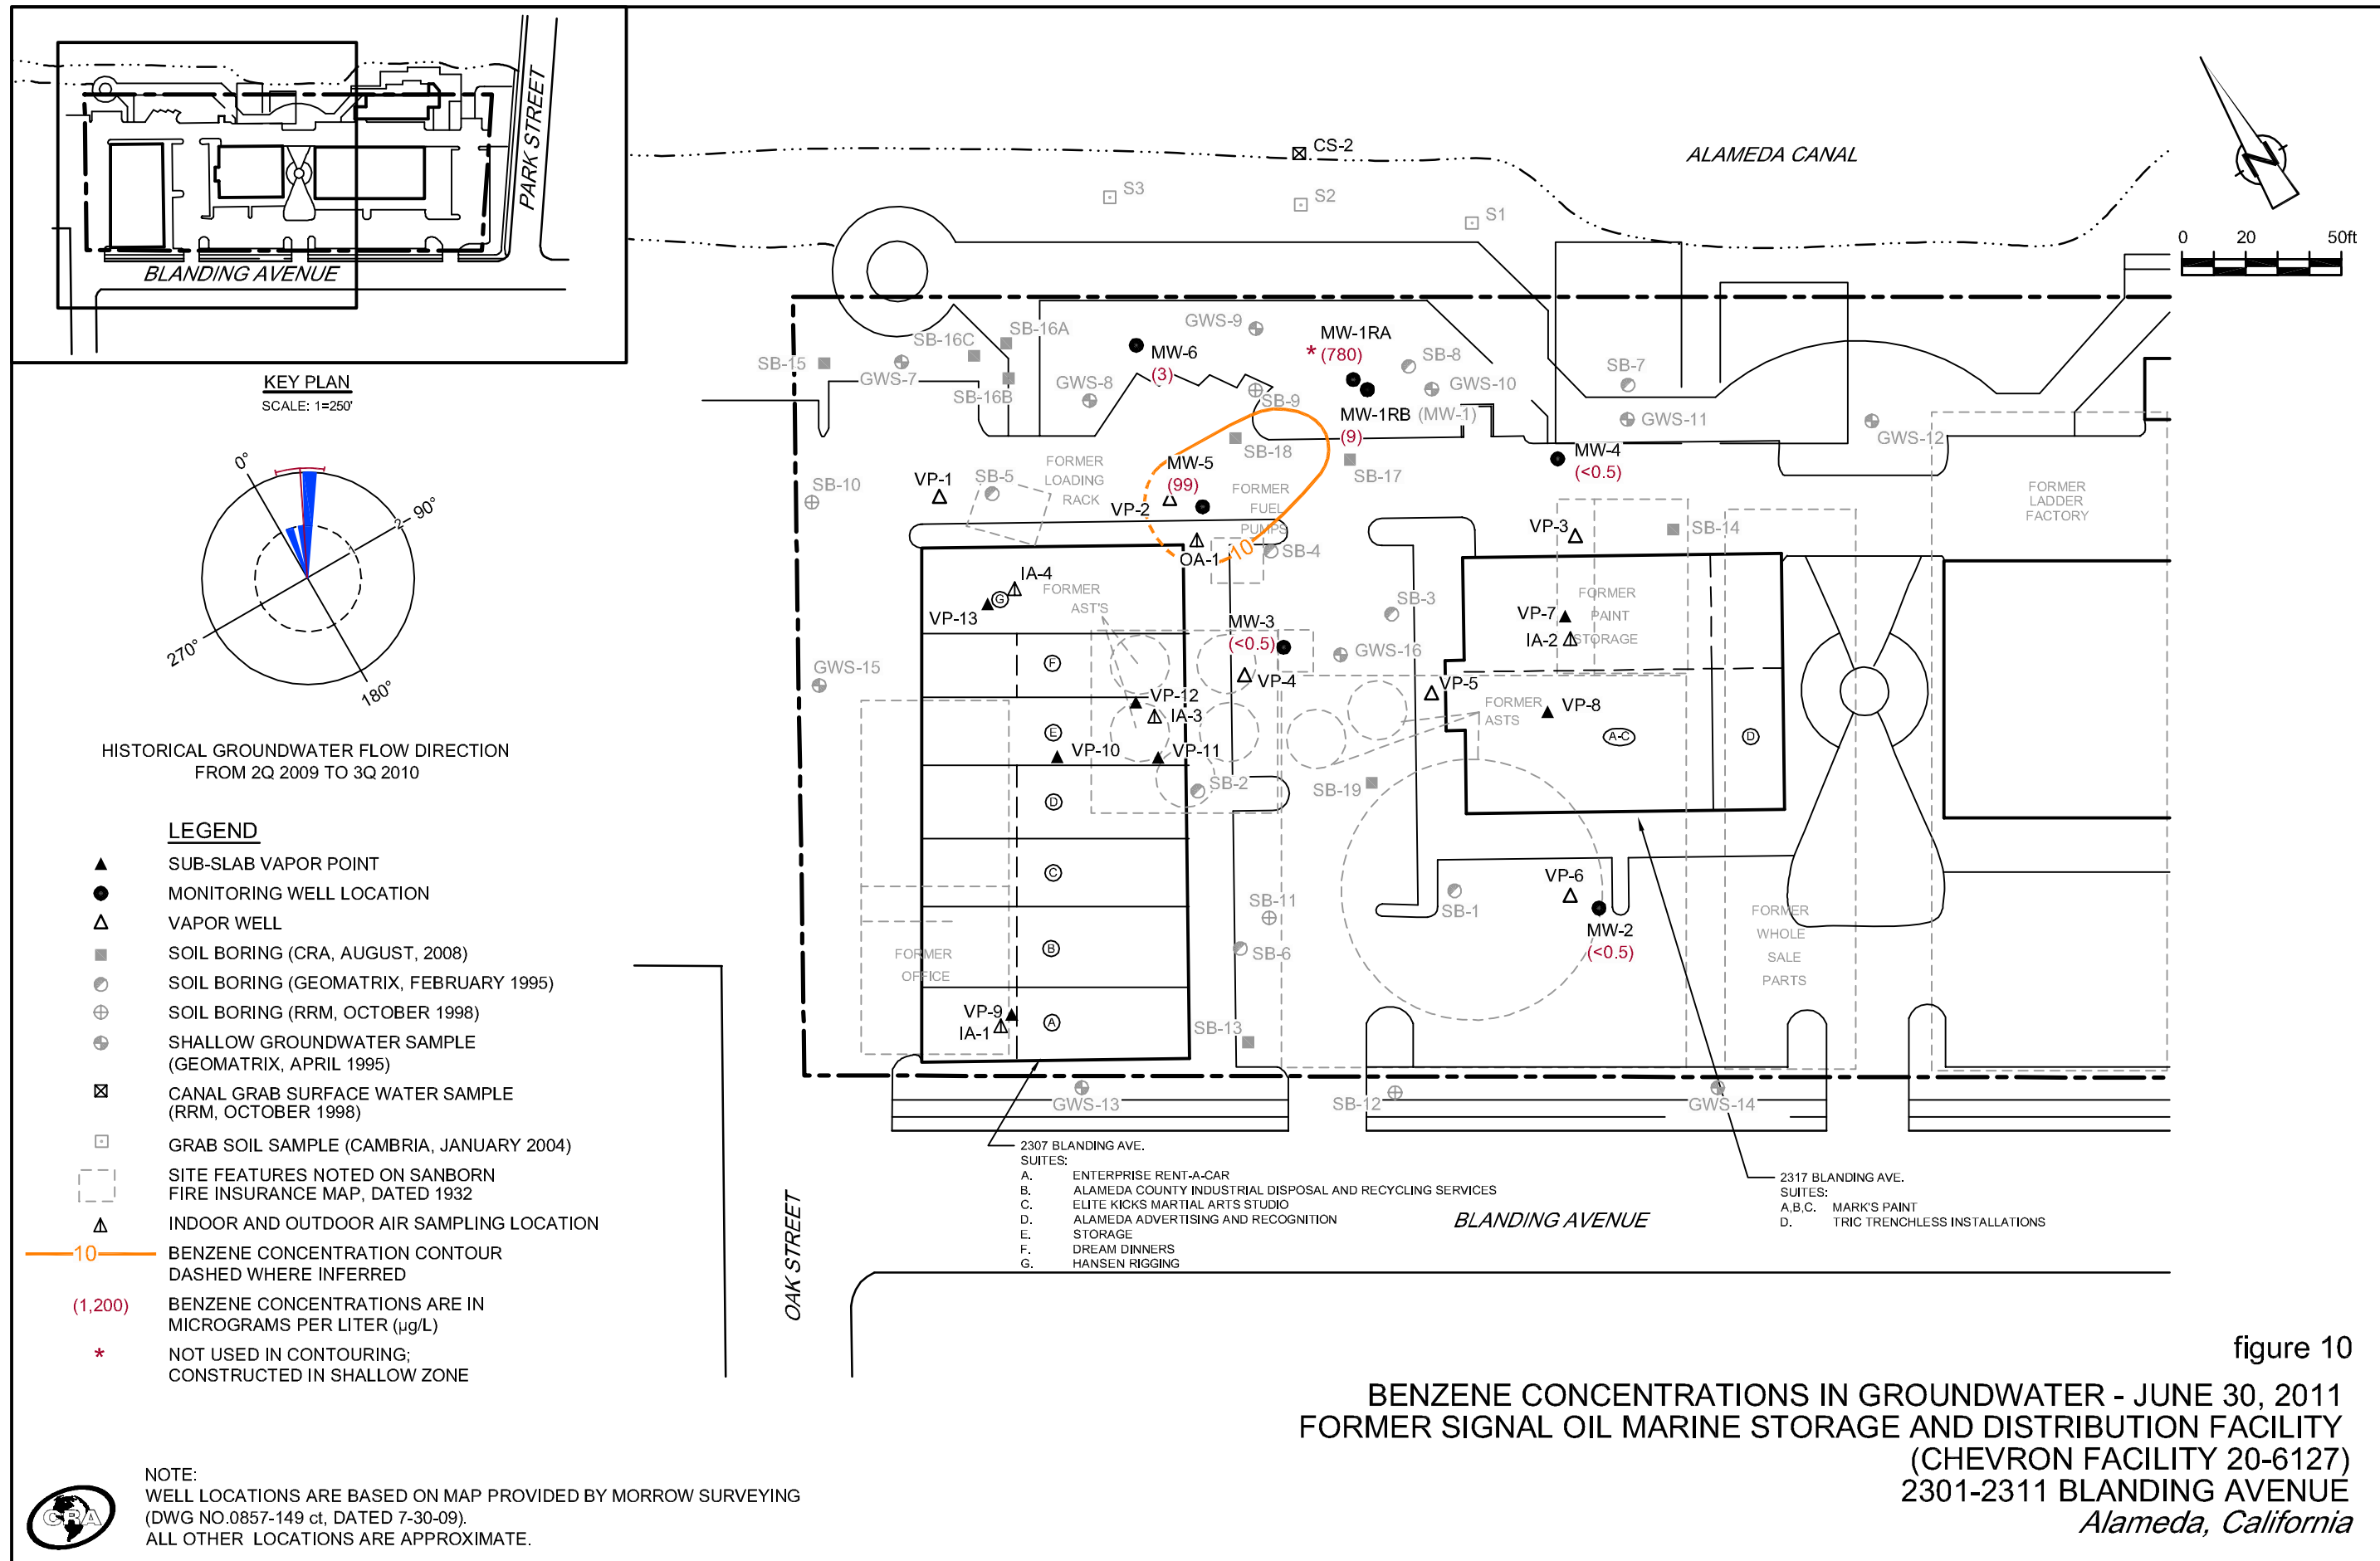 PARK STREET
BLANDING AVENUE
KEY PLAN
SCALE: 1=250'
0°
2
90°
270°
180°
HISTORICAL GROUNDWATER FLOW DIRECTION
FROM 2Q 2009 TO 3Q 2010
LEGEND
SUB-SLAB VAPOR POINT
MONITORING WELL LOCATION
VAPOR WELL
SOIL BORING (CRA, AUGUST, 2008)
SOIL BORING (GEOMATRIX, FEBRUARY 1995)
SOIL BORING (RRM, OCTOBER 1998)
SHALLOW GROUNDWATER SAMPLE
(GEOMATRIX, APRIL 1995)
CANAL GRAB SURFACE WATER SAMPLE
(RRM, OCTOBER 1998)
GRAB SOIL SAMPLE (CAMBRIA, JANUARY 2004)
SITE FEATURES NOTED ON SANBORN
FIRE INSURANCE MAP, DATED 1932
INDOOR AND OUTDOOR AIR SAMPLING LOCATION
10 BENZENE CONCENTRATION CONTOUR
DASHED WHERE INFERRED
(1,200) BENZENE CONCENTRATIONS ARE IN
MICROGRAMS PER LITER (µg/L)
* NOT USED IN CONTOURING;
CONSTRUCTED IN SHALLOW ZONE
CRA
NOTE:
WELL LOCATIONS ARE BASED ON MAP PROVIDED BY MORROW SURVEYING
(DWG NO.0857-149 ct, DATED 7-30-09).
ALL OTHER LOCATIONS ARE APPROXIMATE.
CS-2
ALAMEDA CANAL
N
S3
S2
S1
0 20 50ft
SB-15
GWS-7
SB-16C
SB-16A
SB-16B
GWS-8
MW-6
(3)
GWS-9
SB-9
MW-1RA
* (780)
SB-8
GWS-10
MW-1RB (MW-1)
(9)
SB-7
GWS-11
GWS-12
SB-10
VP-1
SB-5
FORMER
LOADING
RACK
MW-5
(99)
VP-2
SB-18
FORMER
FUEL
PUMPS
SB-17
MW-4
(<0.5)
VP-3
SB-14
FORMER
LADDER
FACTORY
OA-1
10
SB-4
IA-4
G
VP-13
FORMER
AST'S
SB-3
MW-3
(<0.5)
GWS-16
VP-7
IA-2
FORMER
PAINT
STORAGE
GWS-15
F
VP-4
VP-5
VP-12
IA-3
FORMER
ASTS
VP-8
E
VP-10
VP-11
A-C
D
D
SB-2
SB-19
C
VP-6
SB-1
MW-2
(<0.5)
SB-11
B
SB-6
FORMER
OFFICE
FORMER
WHOLE
SALE
PARTS
VP-9
IA-1
A
SB-13
GWS-13
SB-12
GWS-14
2307 BLANDING AVE.
SUITES:
A. ENTERPRISE RENT-A-CAR
B. ALAMEDA COUNTY INDUSTRIAL DISPOSAL AND RECYCLING SERVICES
C. ELITE KICKS MARTIAL ARTS STUDIO
D. ALAMEDA ADVERTISING AND RECOGNITION
E. STORAGE
F. DREAM DINNERS
G. HANSEN RIGGING
2317 BLANDING AVE.
SUITES:
A,B,C. MARK'S PAINT
D. TRIC TRENCHLESS INSTALLATIONS
BLANDING AVENUE
OAK STREET
figure 10
BENZENE CONCENTRATIONS IN GROUNDWATER - JUNE 30, 2011
FORMER SIGNAL OIL MARINE STORAGE AND DISTRIBUTION FACILITY
(CHEVRON FACILITY 20-6127)
2301-2311 BLANDING AVENUE
Alameda, California